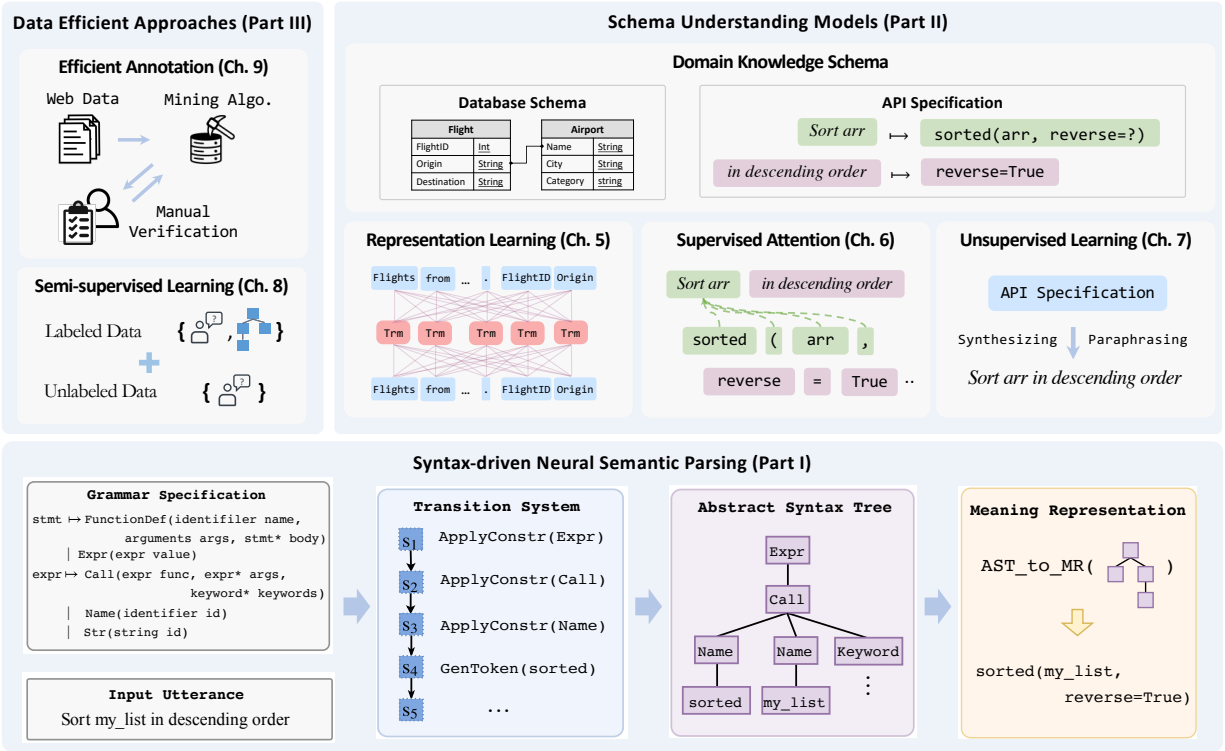 Data Efficient Approaches (Part III)
Efficient Annotation (Ch. 9)
Web Data
Mining Algo.
Manual
Verification
Semi-supervised Learning (Ch. 8)
Labeled Data { ? , }
Unlabeled Data { ? }
Schema Understanding Models (Part II)
Domain Knowledge Schema
Database Schema
Flight
FlightID Int
Origin String
Destination String
Airport
Name String
City String
Category string
API Specification
Sort arr ↦ sorted(arr, reverse=?)
in descending order ↦ reverse=True
Representation Learning (Ch. 5)
Flights from ... . FlightID Origin
Trm Trm Trm Trm Trm
Flights from ... . FlightID Origin
Supervised Attention (Ch. 6)
Sort arr in descending order
sorted ( arr ,
reverse = True ..
Unsupervised Learning (Ch. 7)
API Specification
Synthesizing Paraphrasing
Sort arr in descending order
Syntax-driven Neural Semantic Parsing (Part I)
Grammar Specification
stmt ↦ FunctionDef(identifiler name,
arguments args, stmt* body)
| Expr(expr value)
expr ↦ Call(expr func, expr* args,
keyword* keywords)
| Name(identifier id)
| Str(string id)
Input Utterance
Sort my_list in descending order
Transition System
S1 ApplyConstr(Expr)
S2 ApplyConstr(Call)
S3 ApplyConstr(Name)
S4 GenToken(sorted)
S5 ...
Abstract Syntax Tree
Expr
Call
Name Name Keyword
sorted my_list ⋮
Meaning Representation
AST_to_MR( )
sorted(my_list,
reverse=True)